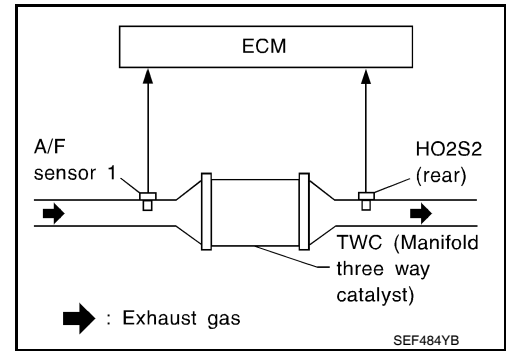 ECM
A/F
sensor 1
HO2S2
(rear)
TWC (Manifold
three way
catalyst)
: Exhaust gas
SEF484YB